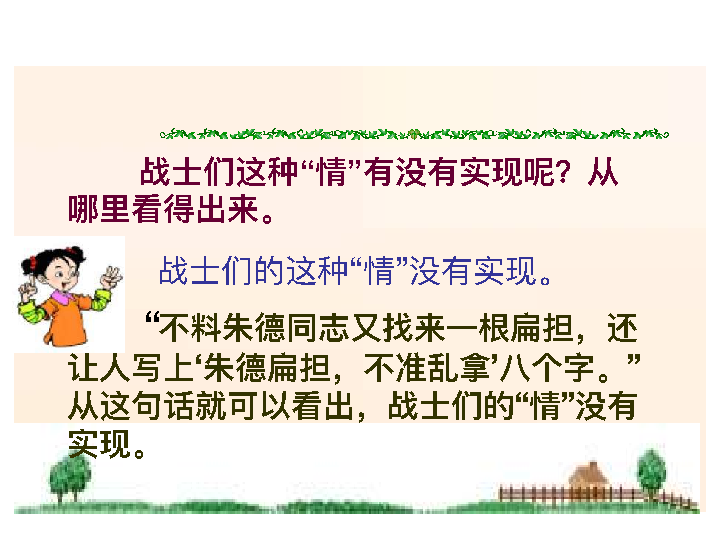 战士们这种“情”有没有实现呢？从
哪里看得出来。
战士们的这种“情”没有实现。
“不料朱德同志又找来一根扁担，还
让人写上‘朱德扁担，不准乱拿’八个字。”
从这句话就可以看出，战士们的“情”没有
实现。